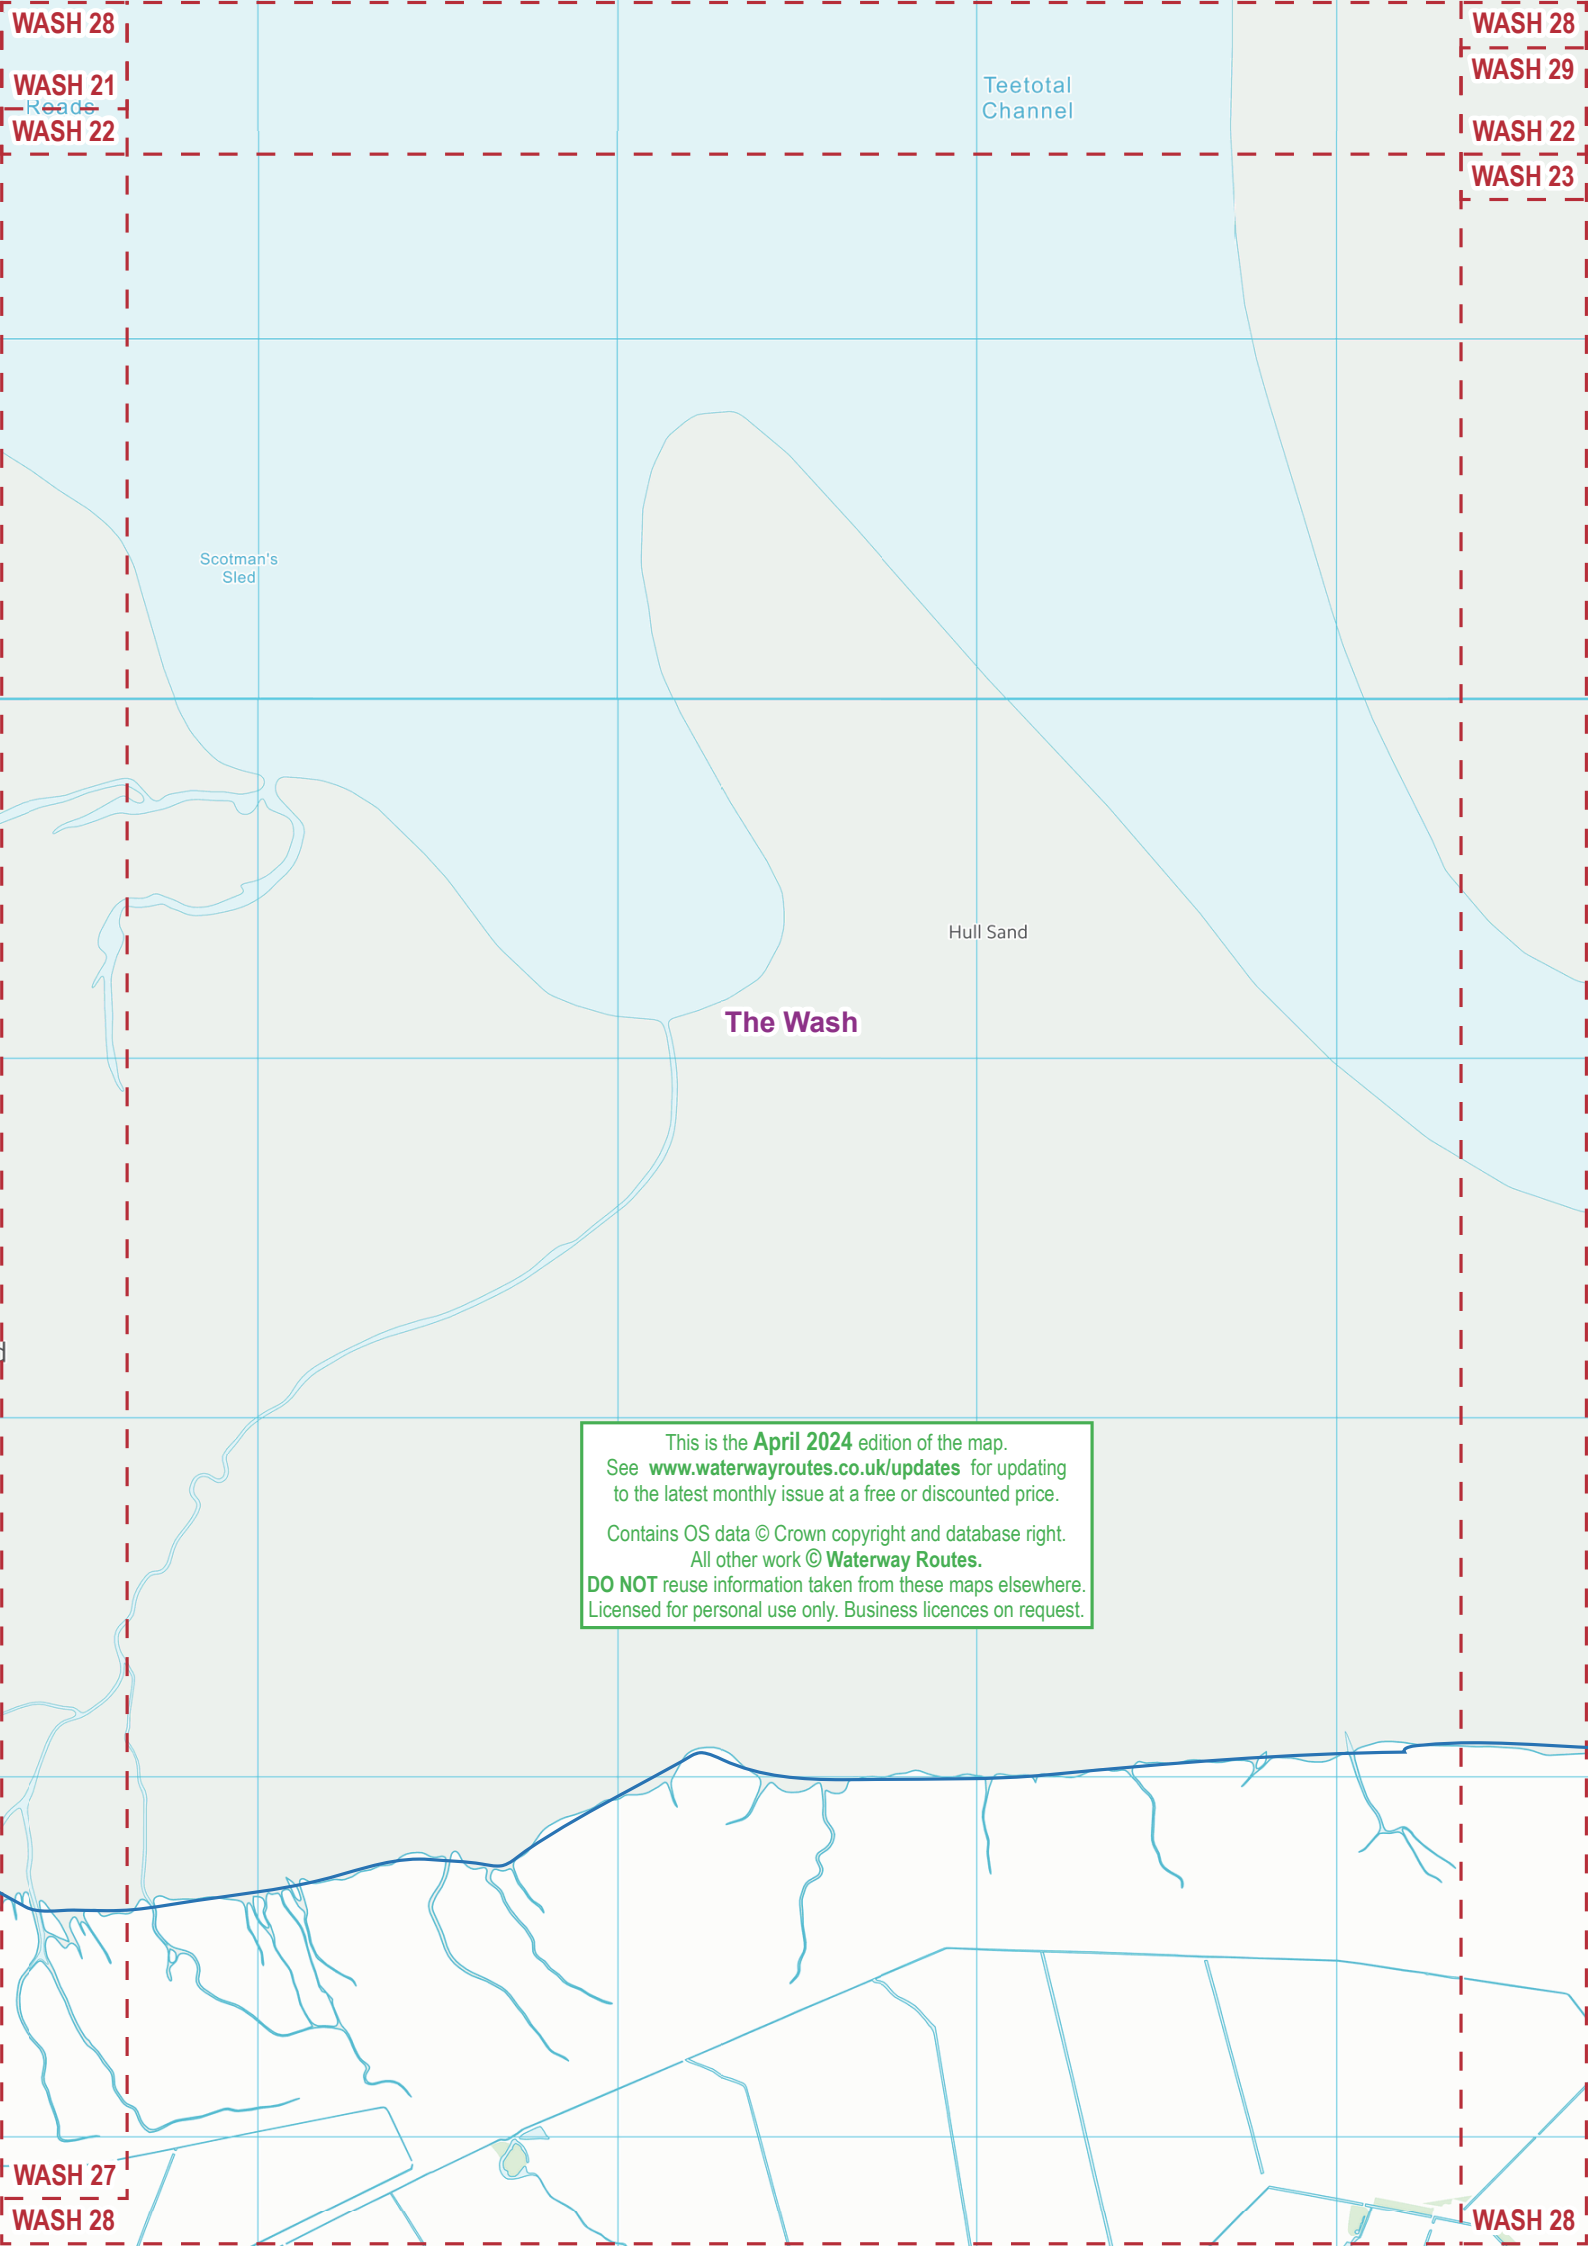 WASH 28
WASH 28
WASH 21
Roads
WASH 22
Teetotal
Channel
WASH 29
WASH 22
WASH 23
Scotman's
Sled
Hull Sand
The Wash
This is the April 2024 edition of the map.
See www.waterwayroutes.co.uk/updates for updating
to the latest monthly issue at a free or discounted price.
Contains OS data © Crown copyright and database right.
All other work © Waterway Routes.
DO NOT reuse information taken from these maps elsewhere.
Licensed for personal use only. Business licences on request.
WASH 27
WASH 28
WASH 28